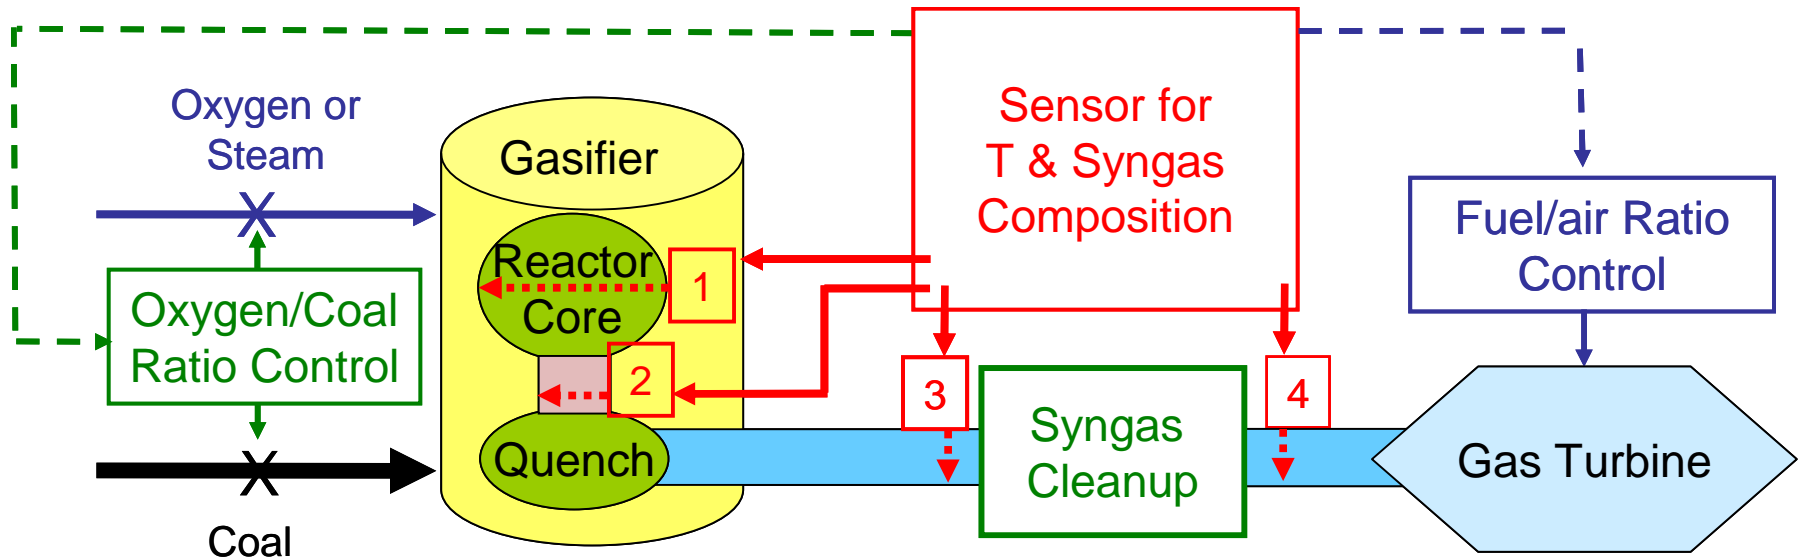 Oxygen or
Steam
X
Oxygen/Coal
Ratio Control
X
Coal
Gasifier
Reactor
Core
1
2
Quench
Sensor for
T & Syngas
Composition
3
Syngas
Cleanup
4
Fuel/air Ratio
Control
Gas Turbine